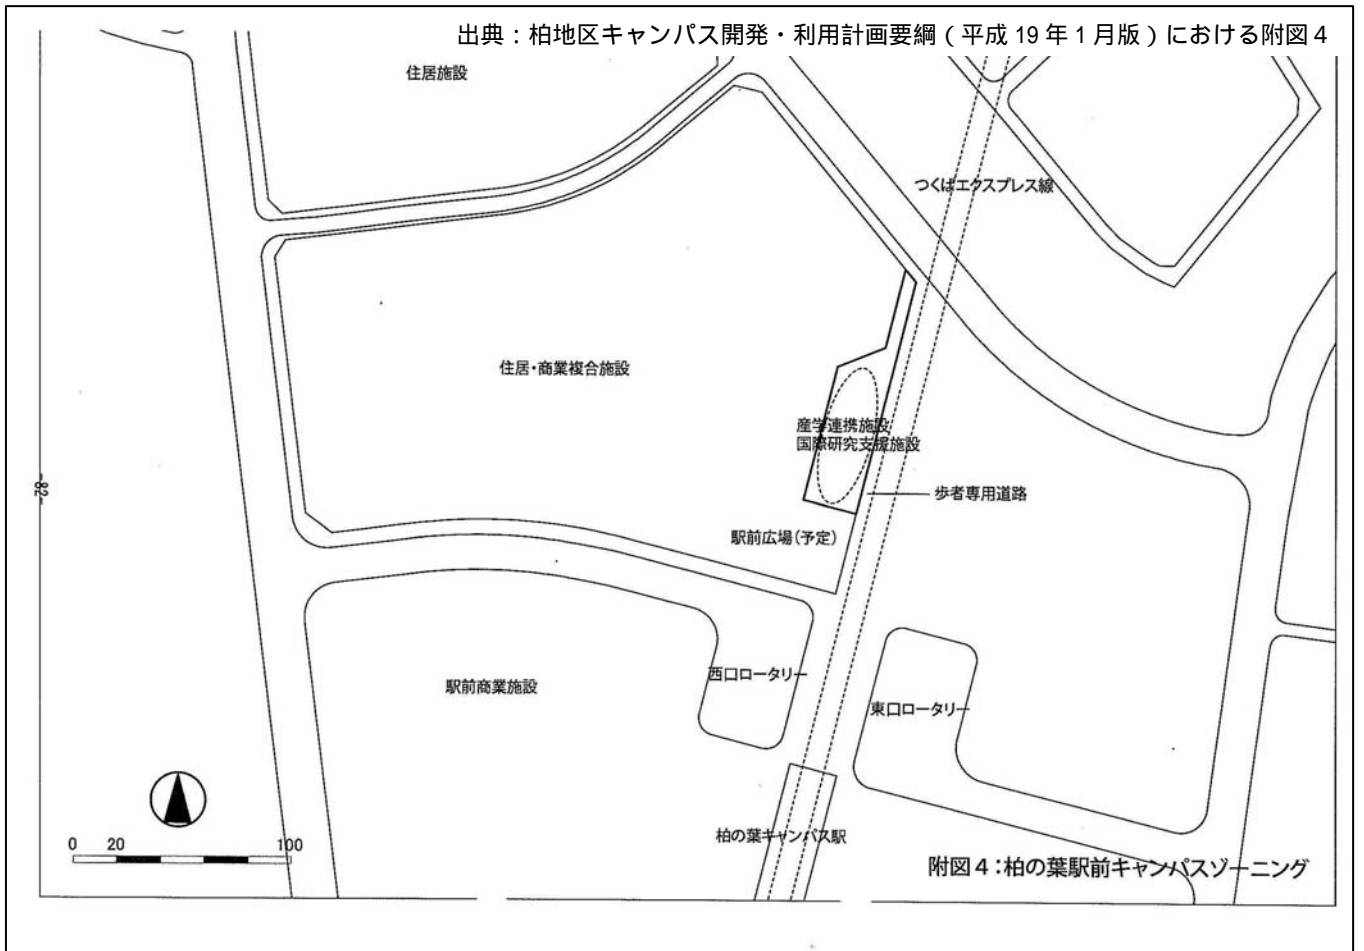 出典：柏地区キャンパス開発・利用計画要綱（平成 19 年 1 月版）における附図４
住居施設
つくばエクスプレス線
住居・商業複合施設
産学連携施設
国際研究支援施設
-82-
歩者専用道路
駅前広場(予定)
西口ロータリー
駅前商業施設
東口ロータリー
柏の葉キャンパス駅
0 20 100
附図４：柏の葉駅前キャンパスゾーニング